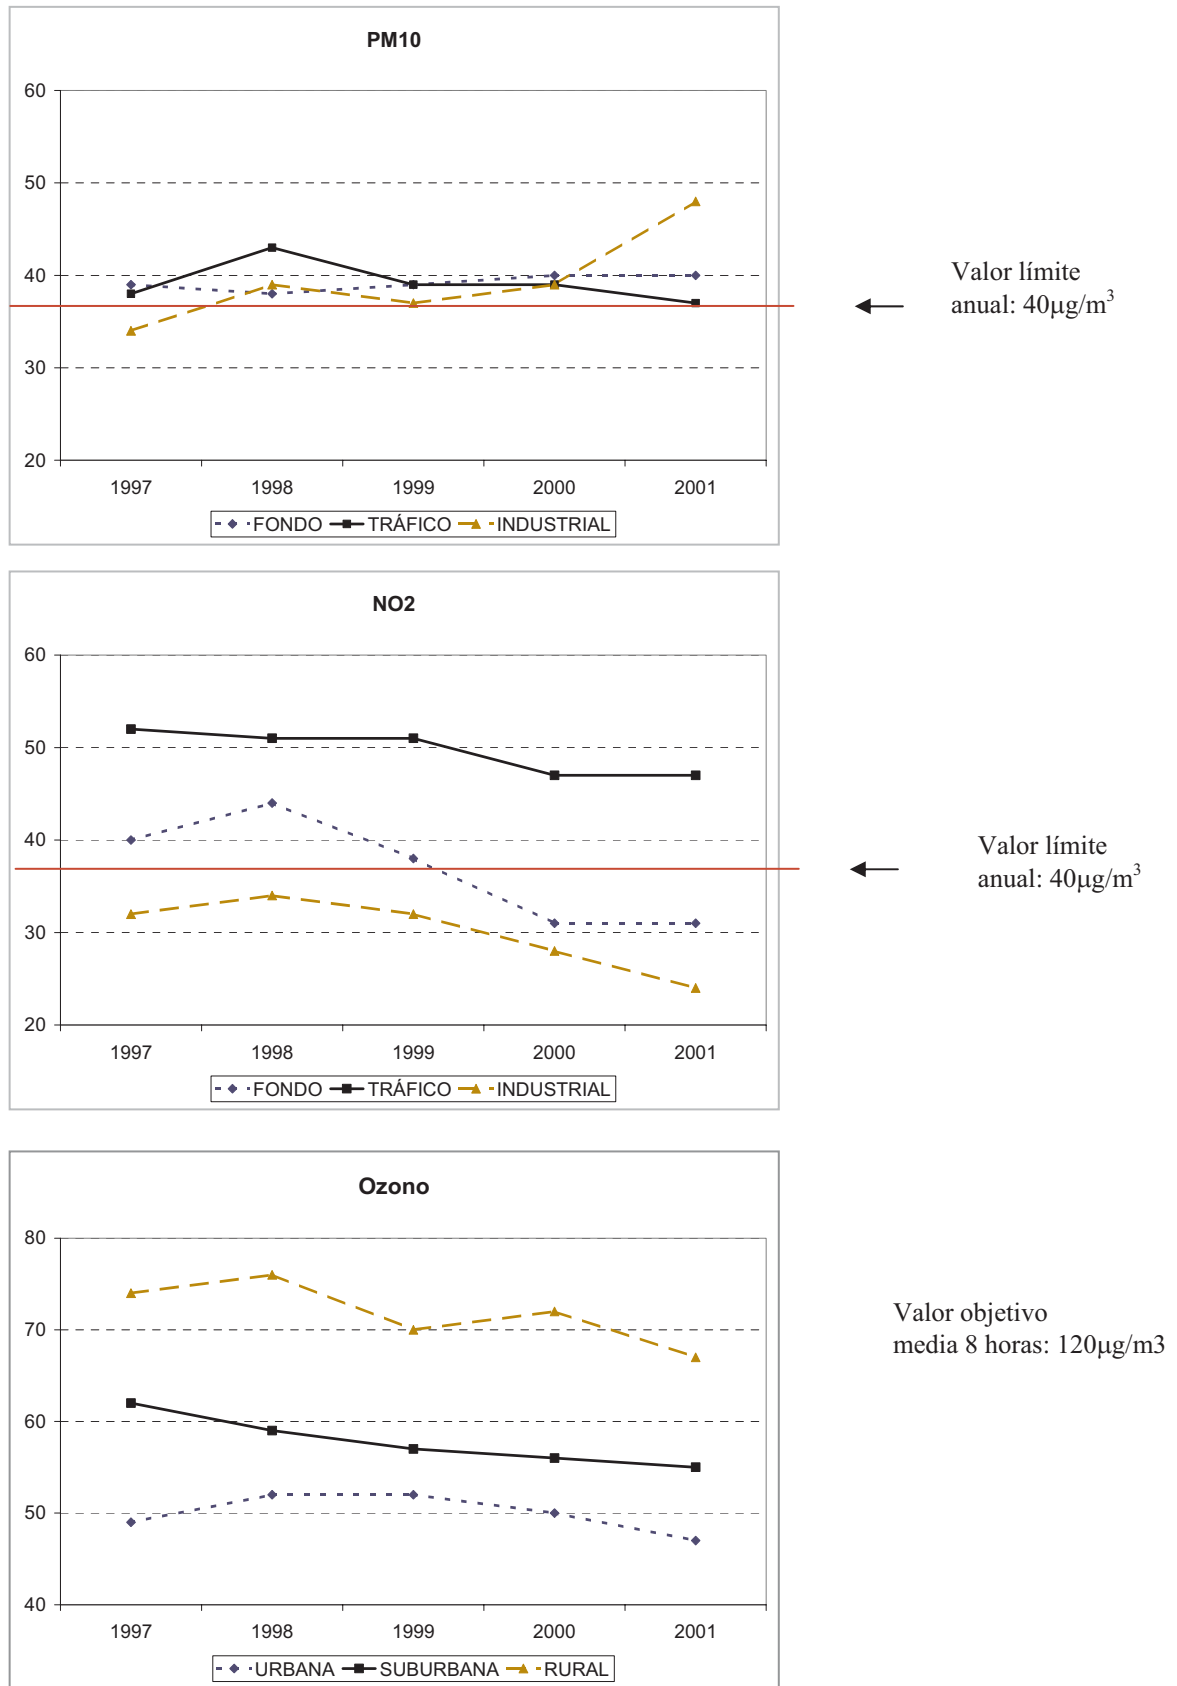 PM10
60
50
40
30
20
1997 1998 1999 2000 2001
FONDO TRÁFICO INDUSTRIAL
Valor límite
anual: 40μg/m³
NO2
60
50
40
30
20
1997 1998 1999 2000 2001
FONDO TRÁFICO INDUSTRIAL
Valor límite
anual: 40μg/m³
Ozono
80
70
60
50
40
1997 1998 1999 2000 2001
URBANA SUBURBANA RURAL
Valor objetivo
media 8 horas: 120μg/m3